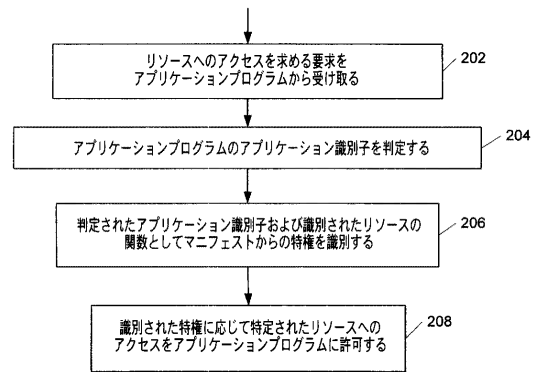 リソースへのアクセスを求める要求を
アプリケーションプログラムから受け取る
202
アプリケーションプログラムのアプリケーション識別子を判定する
204
判定されたアプリケーション識別子および識別されたリソースの
関数としてマニフェストからの特権を識別する
206
識別された特権に応じて特定されたリソースへの
アクセスをアプリケーションプログラムに許可する
208